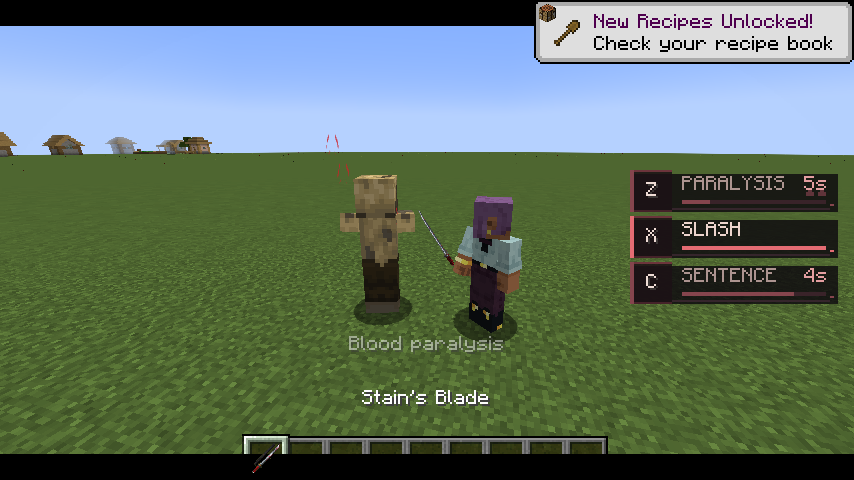 New Recipes Unlocked!
Check your recipe book
Z PARALYSIS 5s
X SLASH
C SENTENCE 4s
Blood paralysis
Stain's Blade